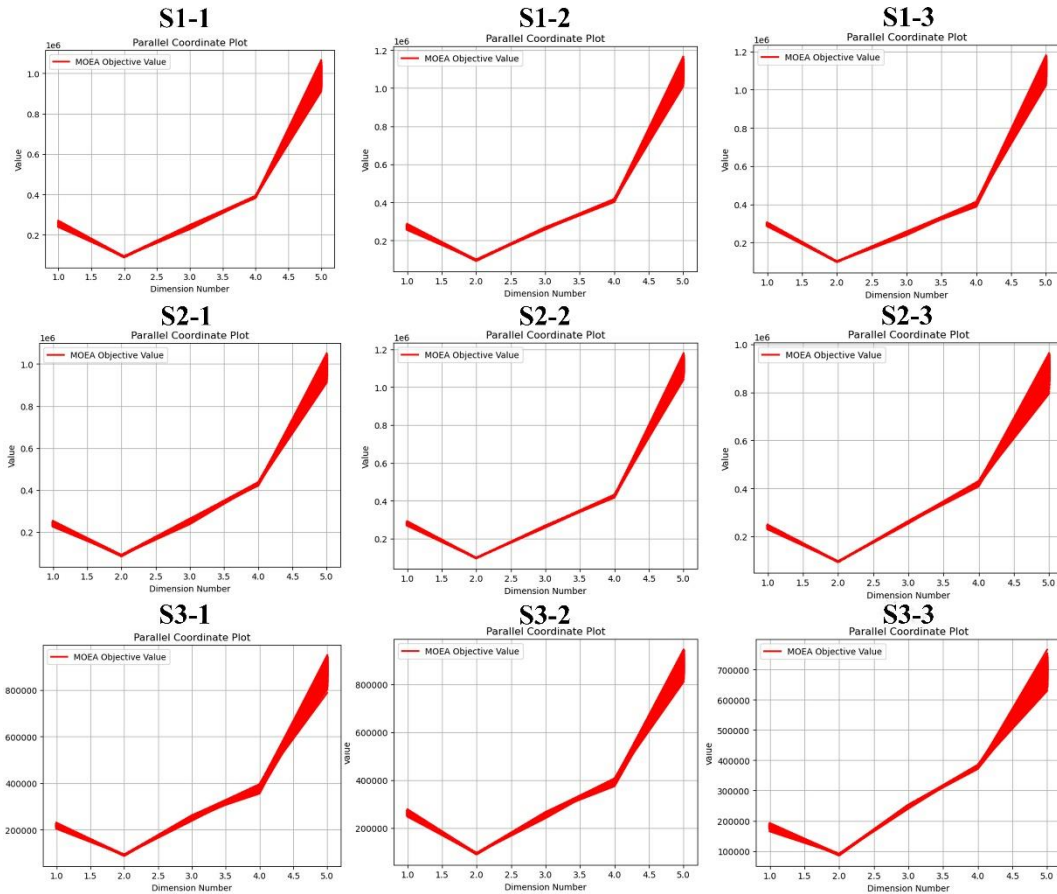 S1-1
Parallel Coordinate Plot
1e6
MOEA Objective Value
1.0
0.8
0.6
0.4
0.2
Value
1.0 1.5 2.0 2.5 3.0 3.5 4.0 4.5 5.0
Dimension Number
S1-2
Parallel Coordinate Plot
1e6
MOEA Objective Value
1.2
1.0
0.8
0.6
0.4
0.2
Value
1.0 1.5 2.0 2.5 3.0 3.5 4.0 4.5 5.0
Dimension Number
S1-3
Parallel Coordinate Plot
1e6
MOEA Objective Value
1.2
1.0
0.8
0.6
0.4
0.2
Value
1.0 1.5 2.0 2.5 3.0 3.5 4.0 4.5 5.0
Dimension Number
S2-1
Parallel Coordinate Plot
1e6
MOEA Objective Value
1.0
0.8
0.6
0.4
0.2
Value
1.0 1.5 2.0 2.5 3.0 3.5 4.0 4.5 5.0
Dimension Number
S2-2
Parallel Coordinate Plot
1e6
MOEA Objective Value
1.2
1.0
0.8
0.6
0.4
0.2
Value
1.0 1.5 2.0 2.5 3.0 3.5 4.0 4.5 5.0
Dimension Number
S2-3
Parallel Coordinate Plot
1e6
MOEA Objective Value
1.0
0.8
0.6
0.4
0.2
Value
1.0 1.5 2.0 2.5 3.0 3.5 4.0 4.5 5.0
Dimension Number
S3-1
Parallel Coordinate Plot
MOEA Objective Value
800000
600000
400000
200000
Value
1.0 1.5 2.0 2.5 3.0 3.5 4.0 4.5 5.0
Dimension Number
S3-2
Parallel Coordinate Plot
MOEA Objective Value
800000
600000
400000
200000
1.0 1.5 2.0 2.5 3.0 3.5 4.0 4.5 5.0
Dimension Number
S3-3
Parallel Coordinate Plot
MOEA Objective Value
700000
600000
500000
400000
300000
200000
100000
Value
1.0 1.5 2.0 2.5 3.0 3.5 4.0 4.5 5.0
Dimension Number